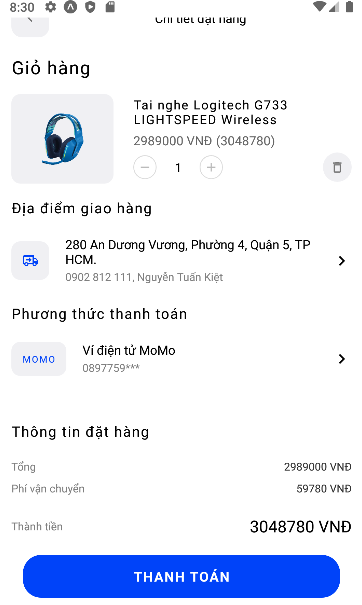 8:30
Chi tiết đặt hàng
Giỏ hàng
Tai nghe Logitech G733
LIGHTSPEED Wireless
2989000 VNĐ (3048780)
1
Địa điểm giao hàng
280 An Dương Vương, Phường 4, Quận 5, TP
HCM.
0902 812 111, Nguyễn Tuấn Kiệt
Phương thức thanh toán
MOMO
Ví điện tử MoMo
0897759***
Thông tin đặt hàng
Tổng 2989000 VNĐ
Phí vận chuyển 59780 VNĐ
Thành tiền 3048780 VNĐ
THANH TOÁN